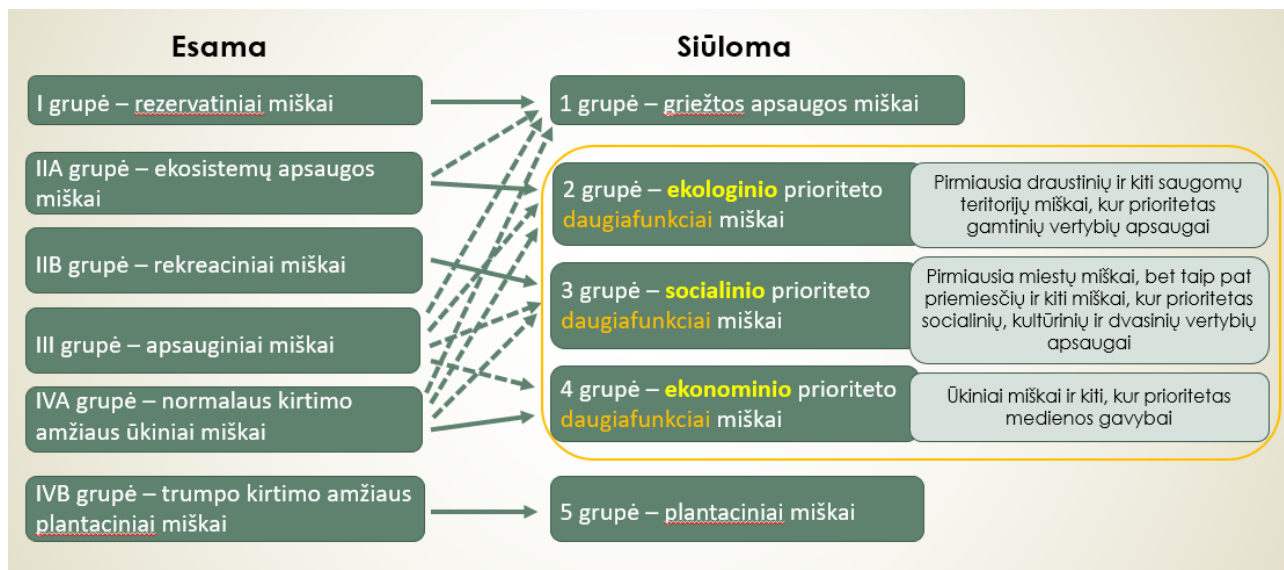 Esama
Siūloma
I grupė – rezervatiniai miškai
1 grupė – griežtos apsaugos miškai
IIA grupė – ekosistemų apsaugos
miškai
2 grupė – ekologinio prioriteto
daugiafunkciai miškai
Pirmiausia draustinių ir kiti saugomų
teritorijų miškai, kur prioritetas
gamtinių vertybių apsaugai
IIB grupė – rekreaciniai miškai
3 grupė – socialinio prioriteto
daugiafunkciai miškai
Pirmiausia miestų miškai, bet taip pat
priemiesčių ir kiti miškai, kur prioritetas
socialinių, kultūrinių ir dvasinių vertybių
apsaugai
III grupė – apsauginiai miškai
IVA grupė – normalaus kirtimo
amžiaus ūkiniai miškai
4 grupė – ekonominio prioriteto
daugiafunkciai miškai
Ūkiniai miškai ir kiti, kur prioritetas
medienos gavybai
IVB grupė – trumpo kirtimo amžiaus
plantaciniai miškai
5 grupė – plantaciniai miškai